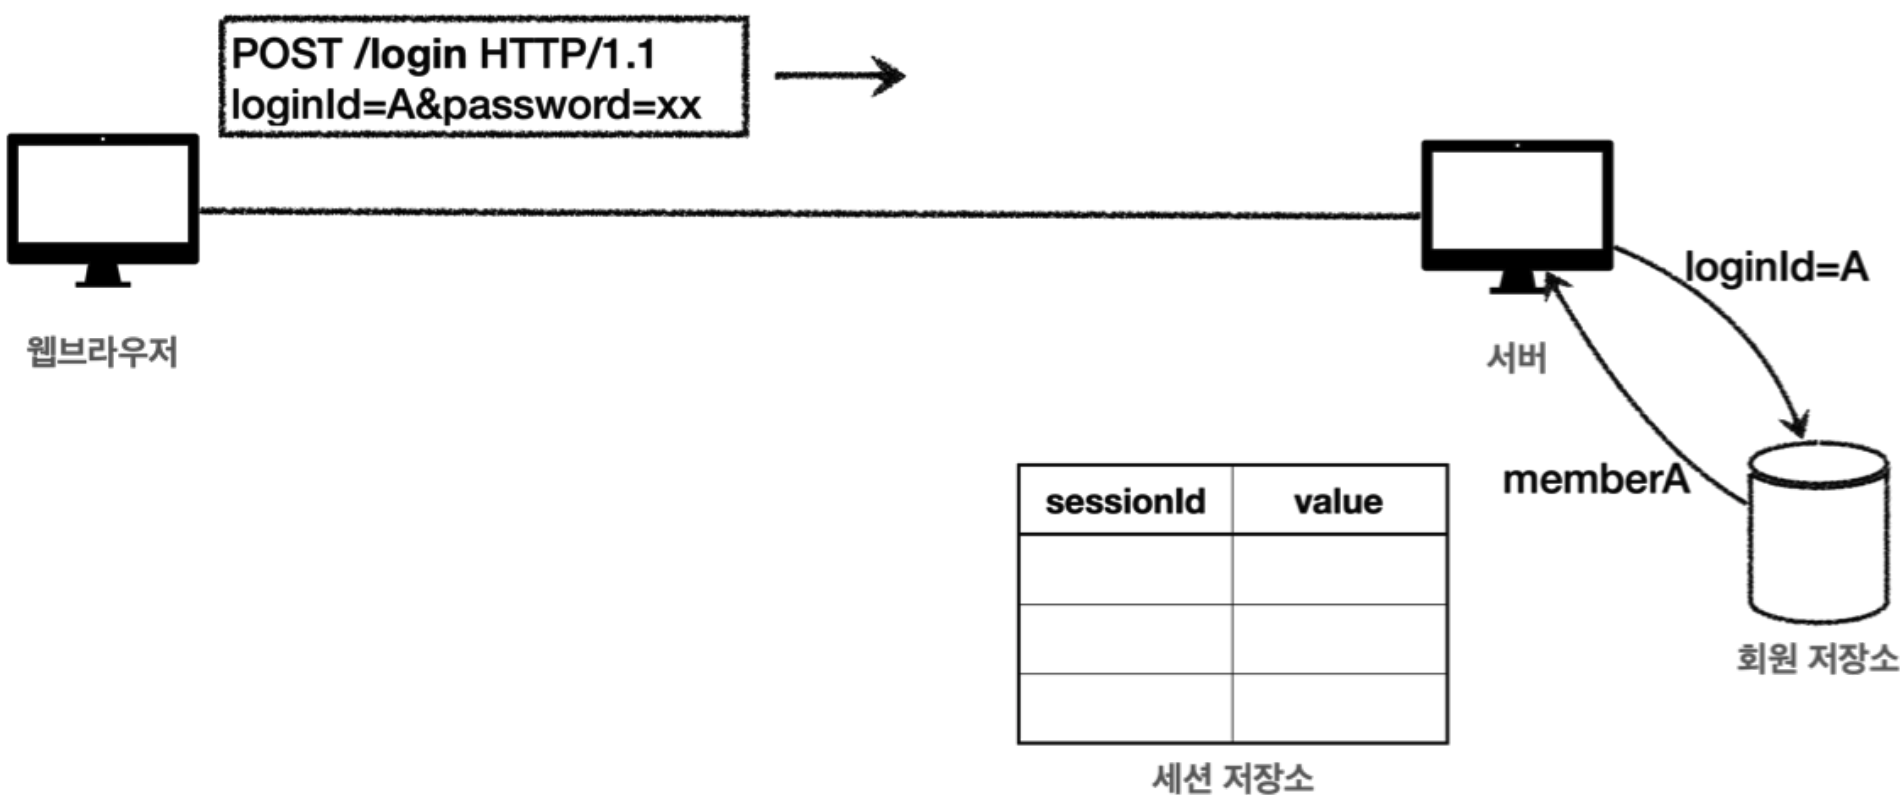 POST /login HTTP/1.1
loginId=A&password=xx
웹브라우저
서버
loginId=A
memberA
sessionId value
세션 저장소
회원 저장소